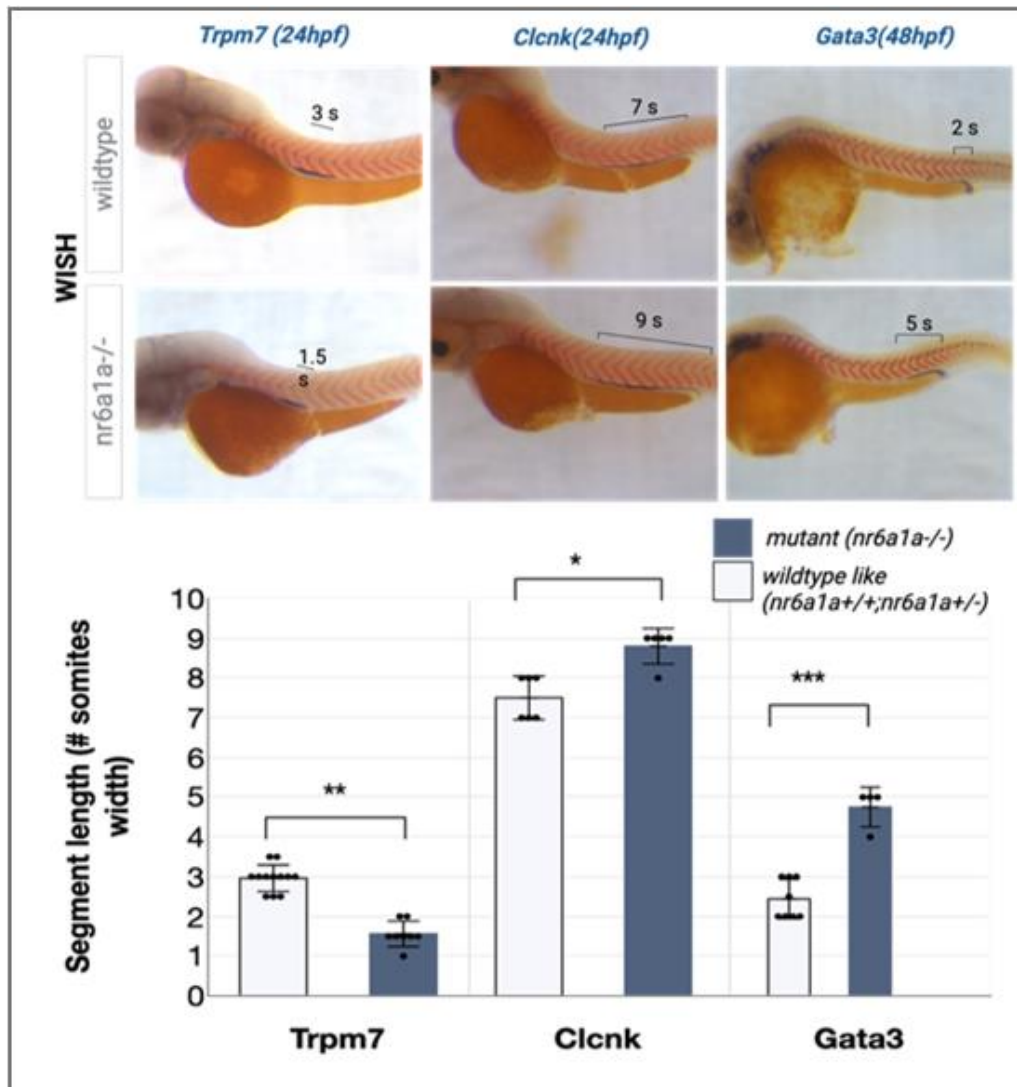 Trpm7 (24hpf)
Clcnk(24hpf)
Gata3(48hpf)
WISH
wildtype
3 s
7 s
2 s
nr6a1a-/-
1.5
s
9 s
5 s
mutant (nr6a1a-/-)
wildtype like
(nr6a1a+/+;nr6a1a+/-)
Segment length (# somites
width)
10
9
8
7
6
5
4
3
2
1
0
**
*
***
Trpm7
Clcnk
Gata3